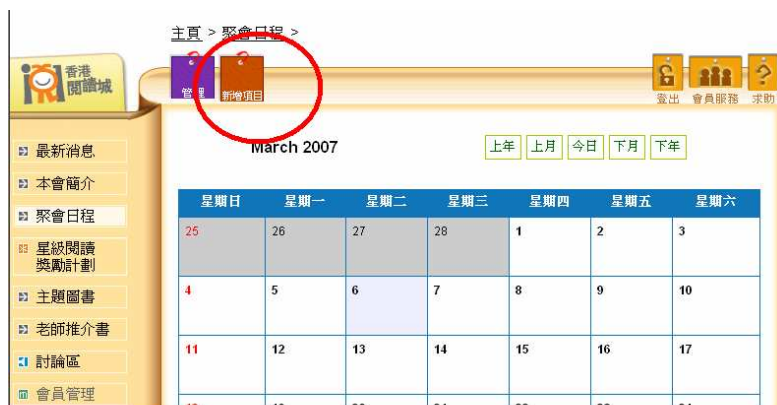 主頁 > 聚會日程 >
香港
閱讀城
管理
新增項目
登出 會員服務 求助
March 2007
上年 上月 今日 下月 下年
最新消息
本會簡介
聚會日程
星級閱讀
獎勵計劃
主題圖書
老師推介書
討論區
會員管理
星期日 星期一 星期二 星期三 星期四 星期五 星期六
25 26 27 28 1 2 3
4 5 6 7 8 9 10
11 12 13 14 15 16 17